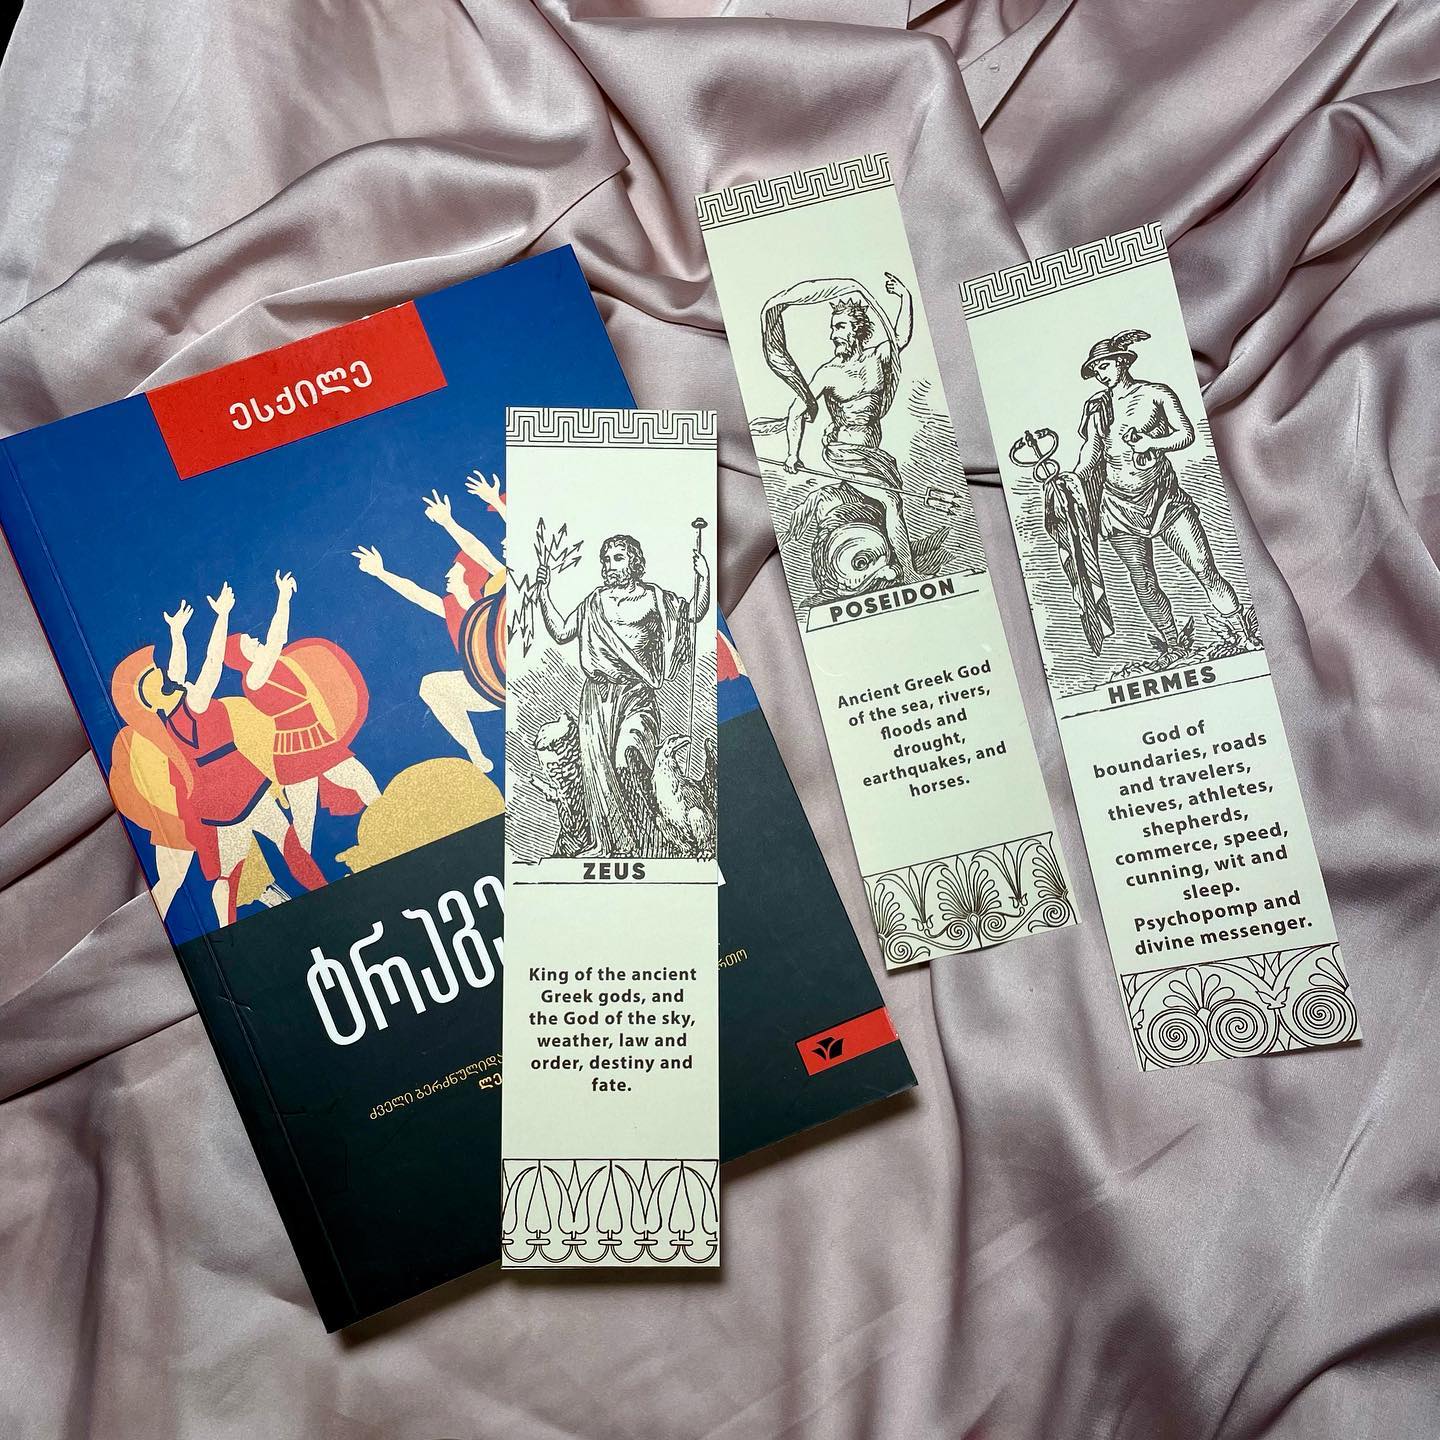 ესქილე
ძველი ბერძნულიდან
ZEUS
King of the ancient
Greek gods, and
the God of the sky,
weather, law and
order, destiny and
fate.
POSEIDON
Ancient Greek God
of the sea, rivers,
floods and
drought,
earthquakes, and
horses.
HERMES
God of
boundaries, roads
and travelers,
thieves, athletes,
shepherds,
commerce, speed,
cunning, wit and
sleep.
Psychopomp and
divine messenger.